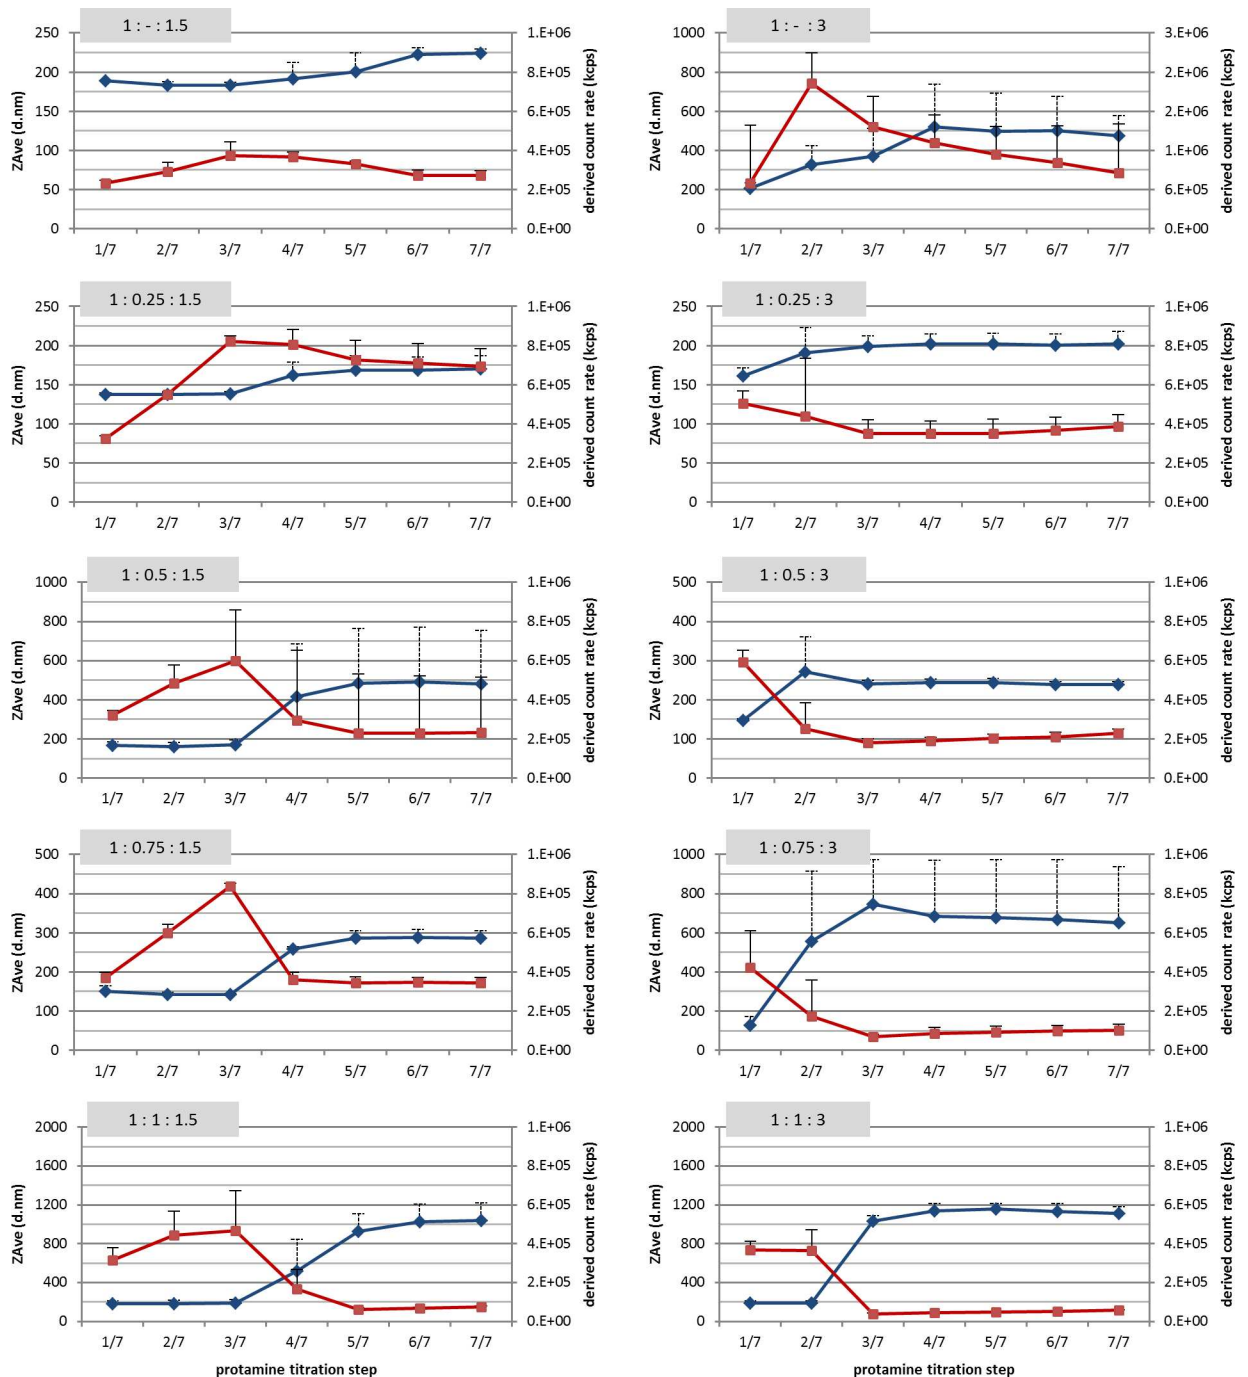 1 : - : 1.5
ZAve (d.nm)
250
200
150
100
50
0
1.E+06
8.E+05
6.E+05
4.E+05
2.E+05
0.E+00
derived count rate (kcps)
1/7 2/7 3/7 4/7 5/7 6/7 7/7
1 : - : 3
ZAve (d.nm)
1000
800
600
400
200
0
3.E+06
2.E+06
2.E+06
1.E+06
6.E+05
0.E+00
derived count rate (kcps)
1/7 2/7 3/7 4/7 5/7 6/7 7/7
1 : 0.25 : 1.5
ZAve (d.nm)
250
200
150
100
50
0
1.E+06
8.E+05
6.E+05
4.E+05
2.E+05
0.E+00
derived count rate (kcps)
1/7 2/7 3/7 4/7 5/7 6/7 7/7
1 : 0.25 : 3
ZAve (d.nm)
250
200
150
100
50
0
1.E+06
8.E+05
6.E+05
4.E+05
2.E+05
0.E+00
derived count rate (kcps)
1/7 2/7 3/7 4/7 5/7 6/7 7/7
1 : 0.5 : 1.5
ZAve (d.nm)
1000
800
600
400
200
0
1.E+06
8.E+05
6.E+05
4.E+05
2.E+05
0.E+00
derived count rate (kcps)
1/7 2/7 3/7 4/7 5/7 6/7 7/7
1 : 0.5 : 3
ZAve (d.nm)
500
400
300
200
100
0
1.E+06
8.E+05
6.E+05
4.E+05
2.E+05
0.E+00
derived count rate (kcps)
1/7 2/7 3/7 4/7 5/7 6/7 7/7
1 : 0.75 : 1.5
ZAve (d.nm)
500
400
300
200
100
0
1.E+06
8.E+05
6.E+05
4.E+05
2.E+05
0.E+00
derived count rate (kcps)
1/7 2/7 3/7 4/7 5/7 6/7 7/7
1 : 0.75 : 3
ZAve (d.nm)
1000
800
600
400
200
0
1.E+06
8.E+05
6.E+05
4.E+05
2.E+05
0.E+00
derived count rate (kcps)
1/7 2/7 3/7 4/7 5/7 6/7 7/7
1 : 1 : 1.5
ZAve (d.nm)
2000
1600
1200
800
400
0
1.E+06
8.E+05
6.E+05
4.E+05
2.E+05
0.E+00
derived count rate (kcps)
1/7 2/7 3/7 4/7 5/7 6/7 7/7
protamine titration step
1 : 1 : 3
ZAve (d.nm)
2000
1600
1200
800
400
0
1.E+06
8.E+05
6.E+05
4.E+05
2.E+05
0.E+00
derived count rate (kcps)
1/7 2/7 3/7 4/7 5/7 6/7 7/7
protamine titration step